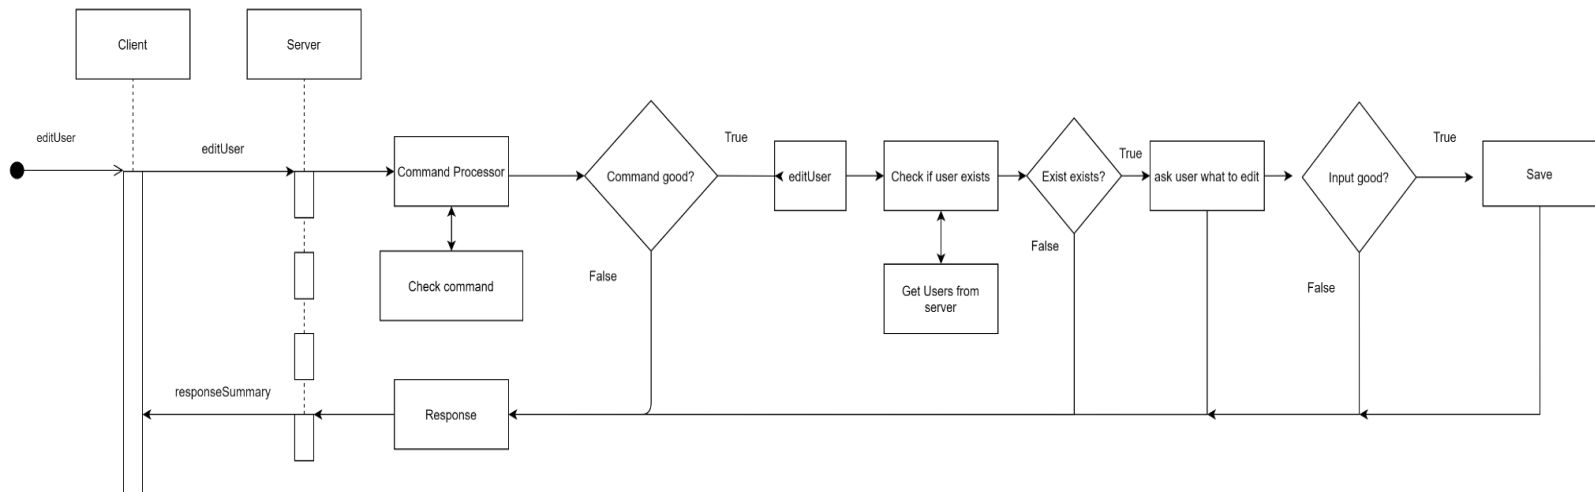 Client
Server
editUser
editUser
Command Processor
Check command
Command good?
True
False
editUser
Check if user exists
Get Users from
server
Exist exists?
True
False
ask user what to edit
Input good?
True
False
Save
responseSummary
Response